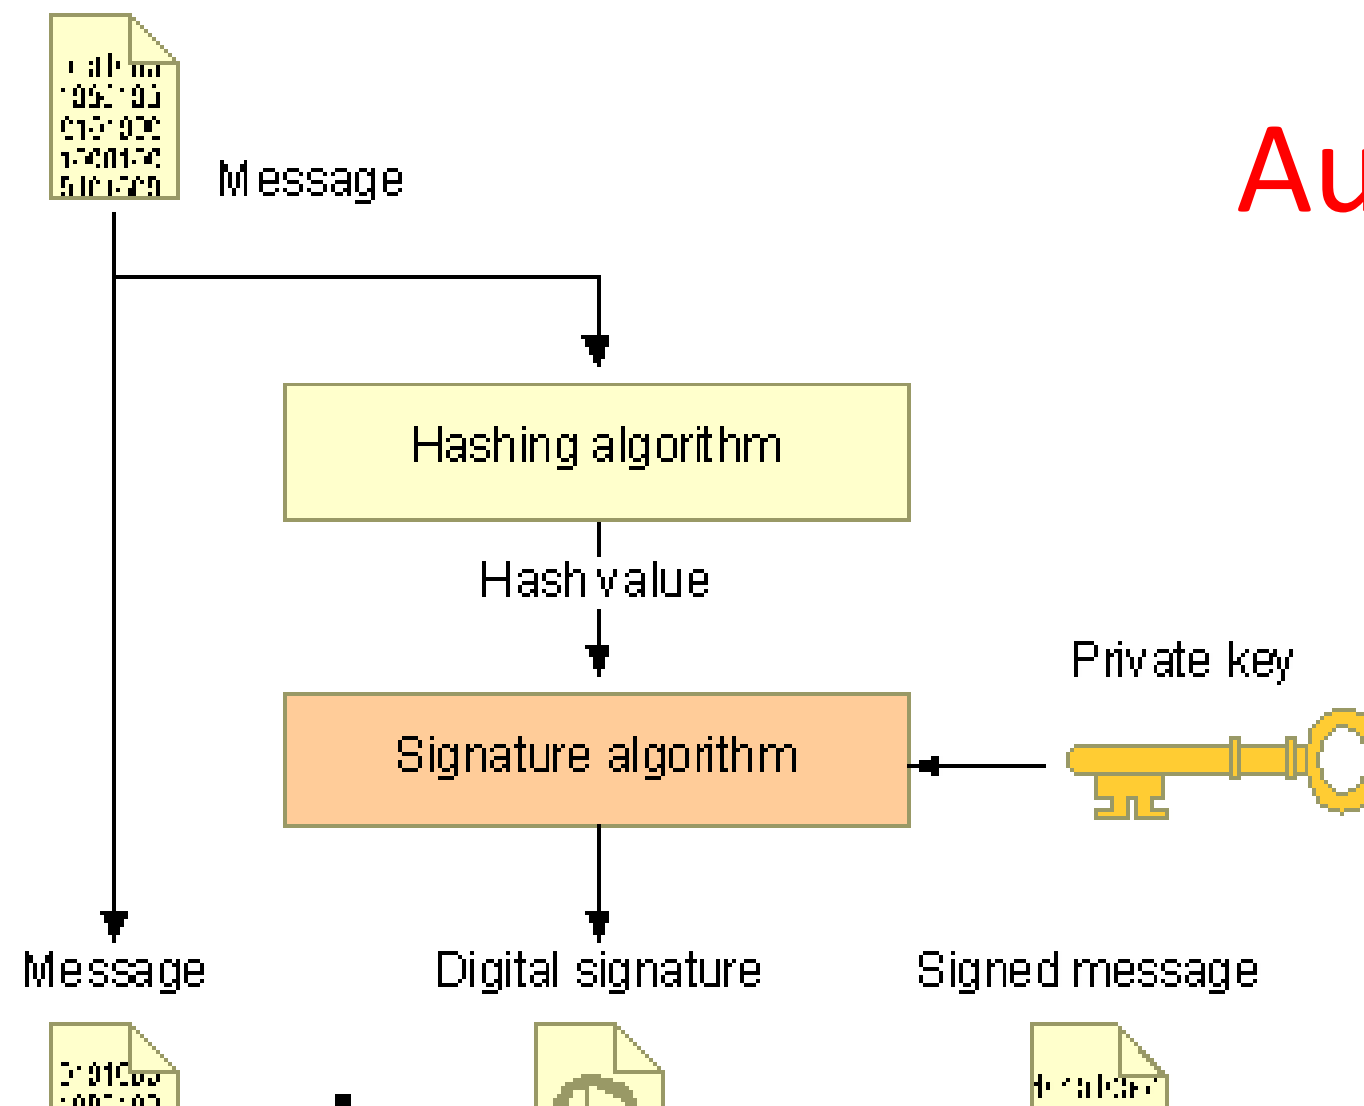 Message
Au
Hashing algorithm
Hash value
Private key
Signature algorithm
Message
Digital signature
Signed message